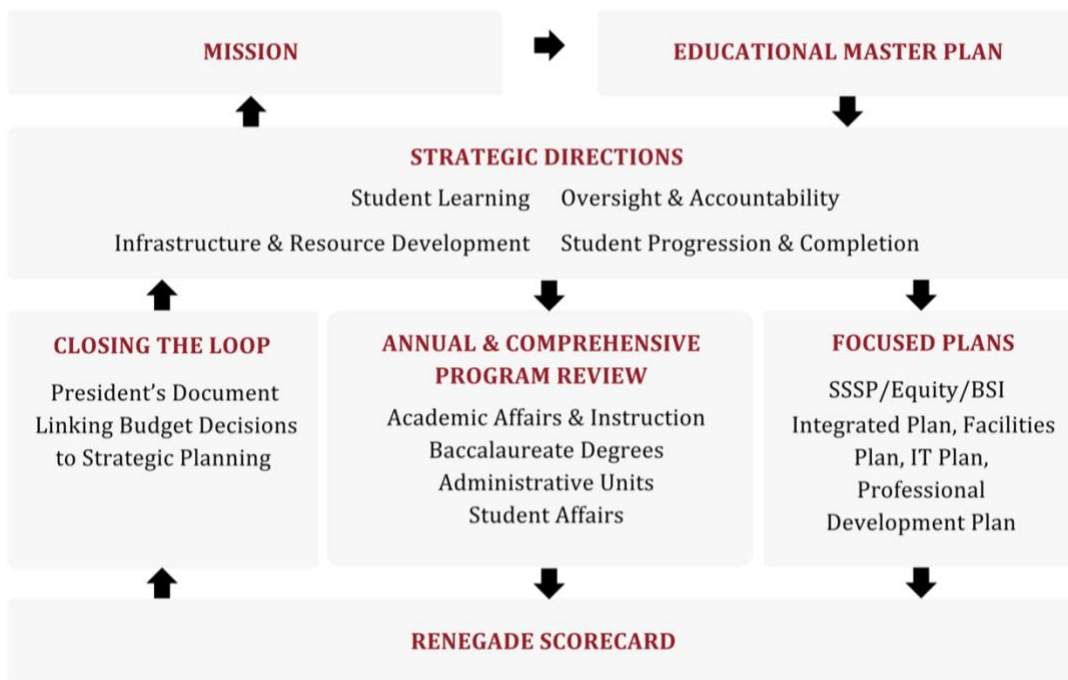 MISSION
EDUCATIONAL MASTER PLAN
STRATEGIC DIRECTIONS
Student Learning Oversight & Accountability
Infrastructure & Resource Development Student Progression & Completion
CLOSING THE LOOP
President’s Document
Linking Budget Decisions
to Strategic Planning
ANNUAL & COMPREHENSIVE
PROGRAM REVIEW
Academic Affairs & Instruction
Baccalaureate Degrees
Administrative Units
Student Affairs
FOCUSED PLANS
SSSP/Equity/BSI
Integrated Plan, Facilities
Plan, IT Plan,
Professional
Development Plan
RENEGADE SCORECARD